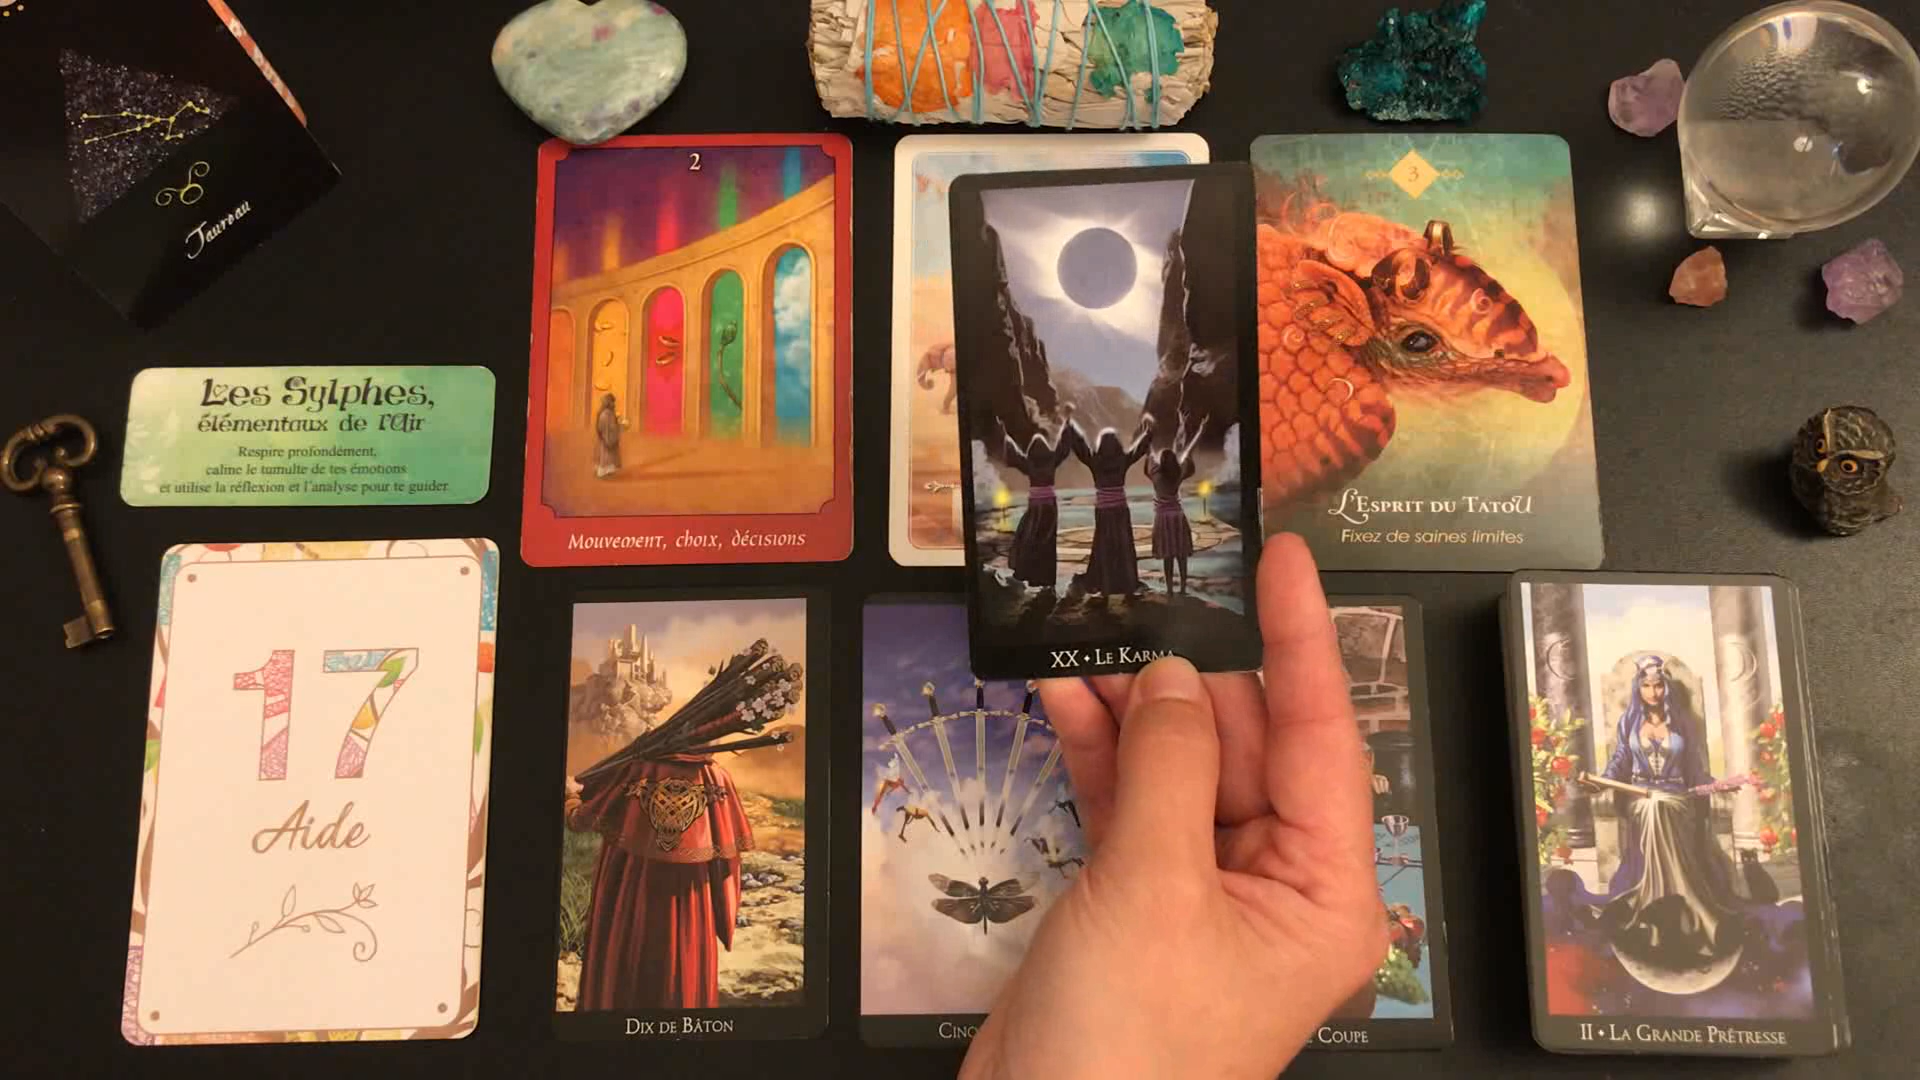 Taureau
2
Mouvement, choix, décisions
3
L'Esprit du Tatou
Fixez de saines limites
Les Sylphes,
élémentaux de l'Air
Respire profondément,
caline le tumulte de tes émotions
et utilise la réflexion et l'analyse pour te guider
XX • Le Karma
17
Aide
Dix de Bâton
Coupe
II • La Grande Prêtresse